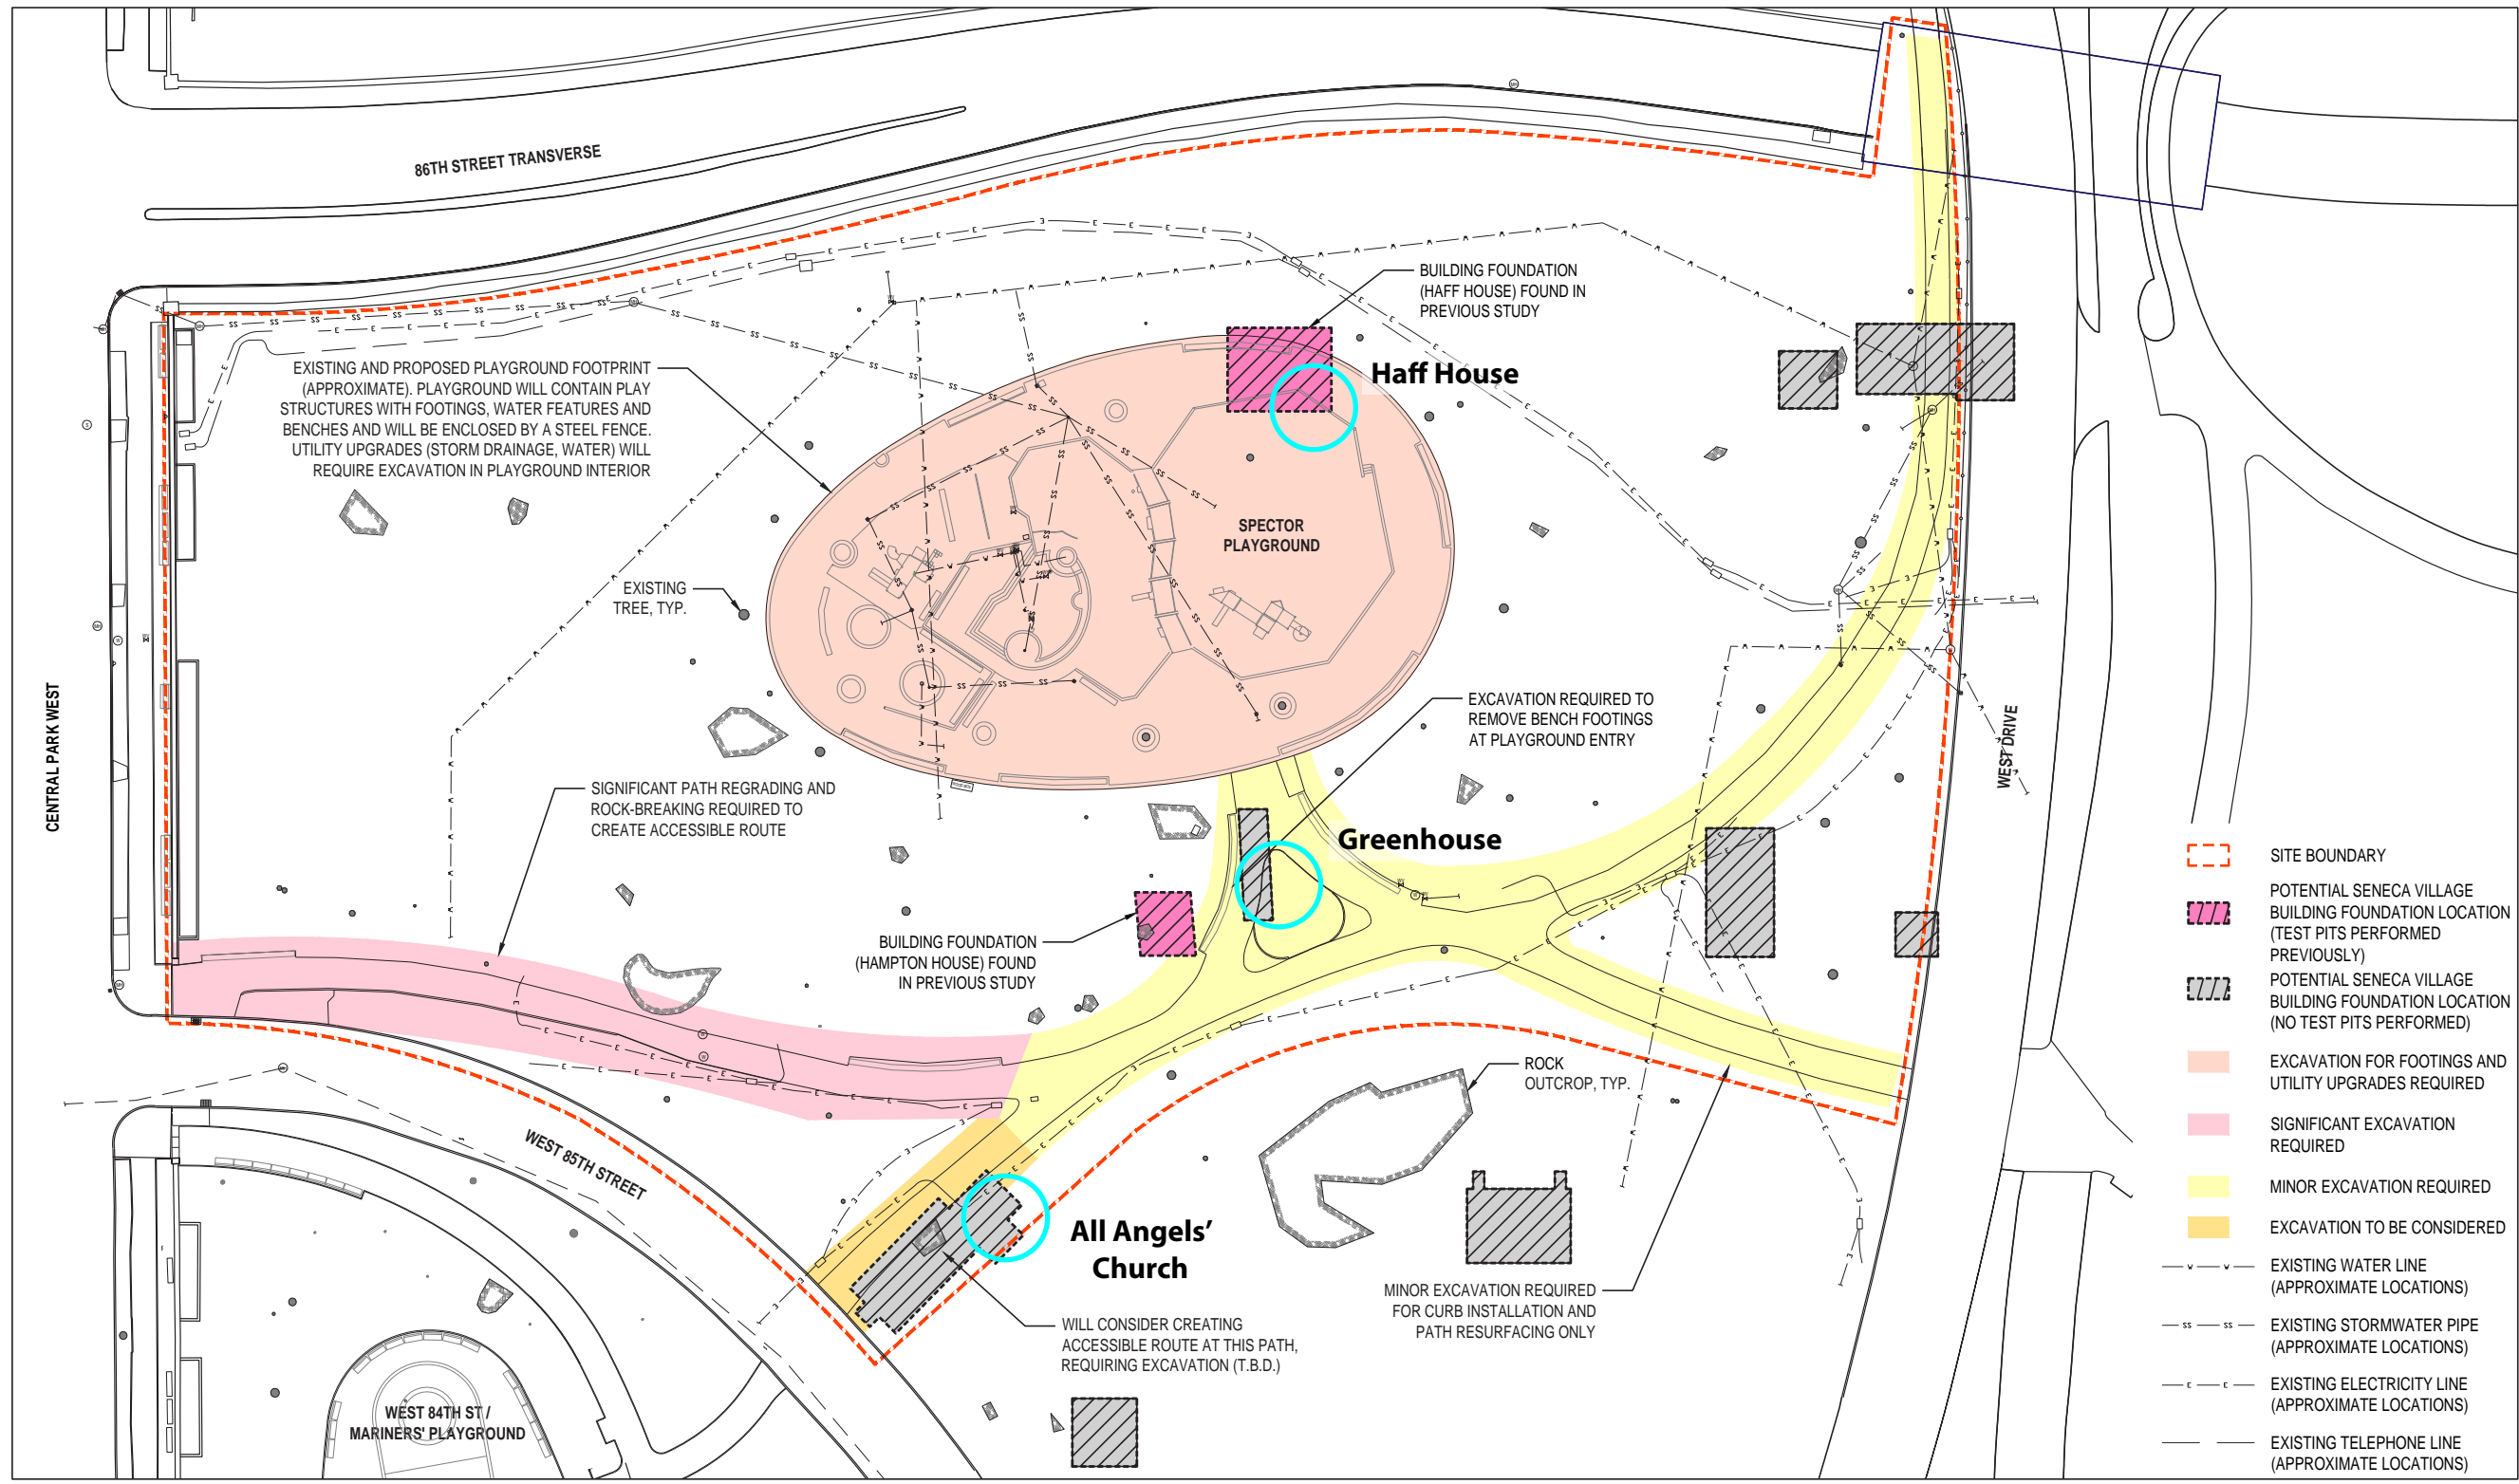 86TH STREET TRANSVERSE
BUILDING FOUNDATION
(HAFF HOUSE) FOUND IN
PREVIOUS STUDY
Haff House
EXISTING AND PROPOSED PLAYGROUND FOOTPRINT
(APPROXIMATE). PLAYGROUND WILL CONTAIN PLAY
STRUCTURES WITH FOOTINGS, WATER FEATURES AND
BENCHES AND WILL BE ENCLOSED BY A STEEL FENCE.
UTILITY UPGRADES (STORM DRAINAGE, WATER) WILL
REQUIRE EXCAVATION IN PLAYGROUND INTERIOR
SPECTOR
PLAYGROUND
EXISTING
TREE, TYP.
CENTRAL PARK WEST
EXCAVATION REQUIRED TO
REMOVE BENCH FOOTINGS
AT PLAYGROUND ENTRY
WEST DRIVE
SIGNIFICANT PATH REGRADING AND
ROCK-BREAKING REQUIRED TO
CREATE ACCESSIBLE ROUTE
Greenhouse
BUILDING FOUNDATION
(HAMPTON HOUSE) FOUND
IN PREVIOUS STUDY
ROCK
OUTCROP, TYP.
WEST 85TH STREET
All Angels’
Church
MINOR EXCAVATION REQUIRED
FOR CURB INSTALLATION AND
PATH RESURFACING ONLY
WILL CONSIDER CREATING
ACCESSIBLE ROUTE AT THIS PATH,
REQUIRING EXCAVATION (T.B.D.)
WEST 84TH ST /
MARINERS' PLAYGROUND
SITE BOUNDARY
POTENTIAL SENECA VILLAGE
BUILDING FOUNDATION LOCATION
(TEST PITS PERFORMED
PREVIOUSLY)
POTENTIAL SENECA VILLAGE
BUILDING FOUNDATION LOCATION
(NO TEST PITS PERFORMED)
EXCAVATION FOR FOOTINGS AND
UTILITY UPGRADES REQUIRED
SIGNIFICANT EXCAVATION
REQUIRED
MINOR EXCAVATION REQUIRED
EXCAVATION TO BE CONSIDERED
EXISTING WATER LINE
(APPROXIMATE LOCATIONS)
EXISTING STORMWATER PIPE
(APPROXIMATE LOCATIONS)
EXISTING ELECTRICITY LINE
(APPROXIMATE LOCATIONS)
EXISTING TELEPHONE LINE
(APPROXIMATE LOCATIONS)